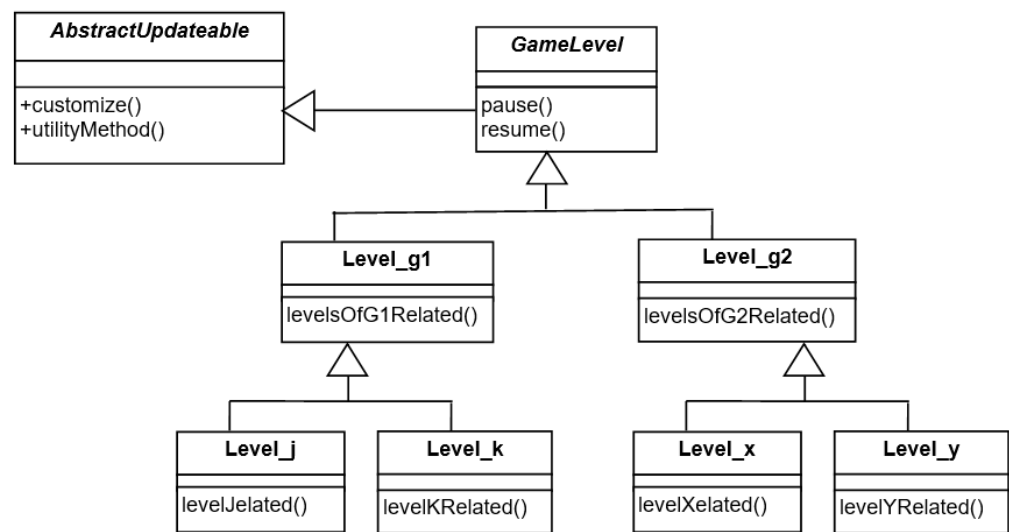 AbstractUpdateable
+customize()
+utilityMethod()
GameLevel
pause()
resume()
Level_g1
levelsOfG1Related()
Level_g2
levelsOfG2Related()
Level_j
levelJelated()
Level_k
levelKRelated()
Level_x
levelXelated()
Level_y
levelYRelated()